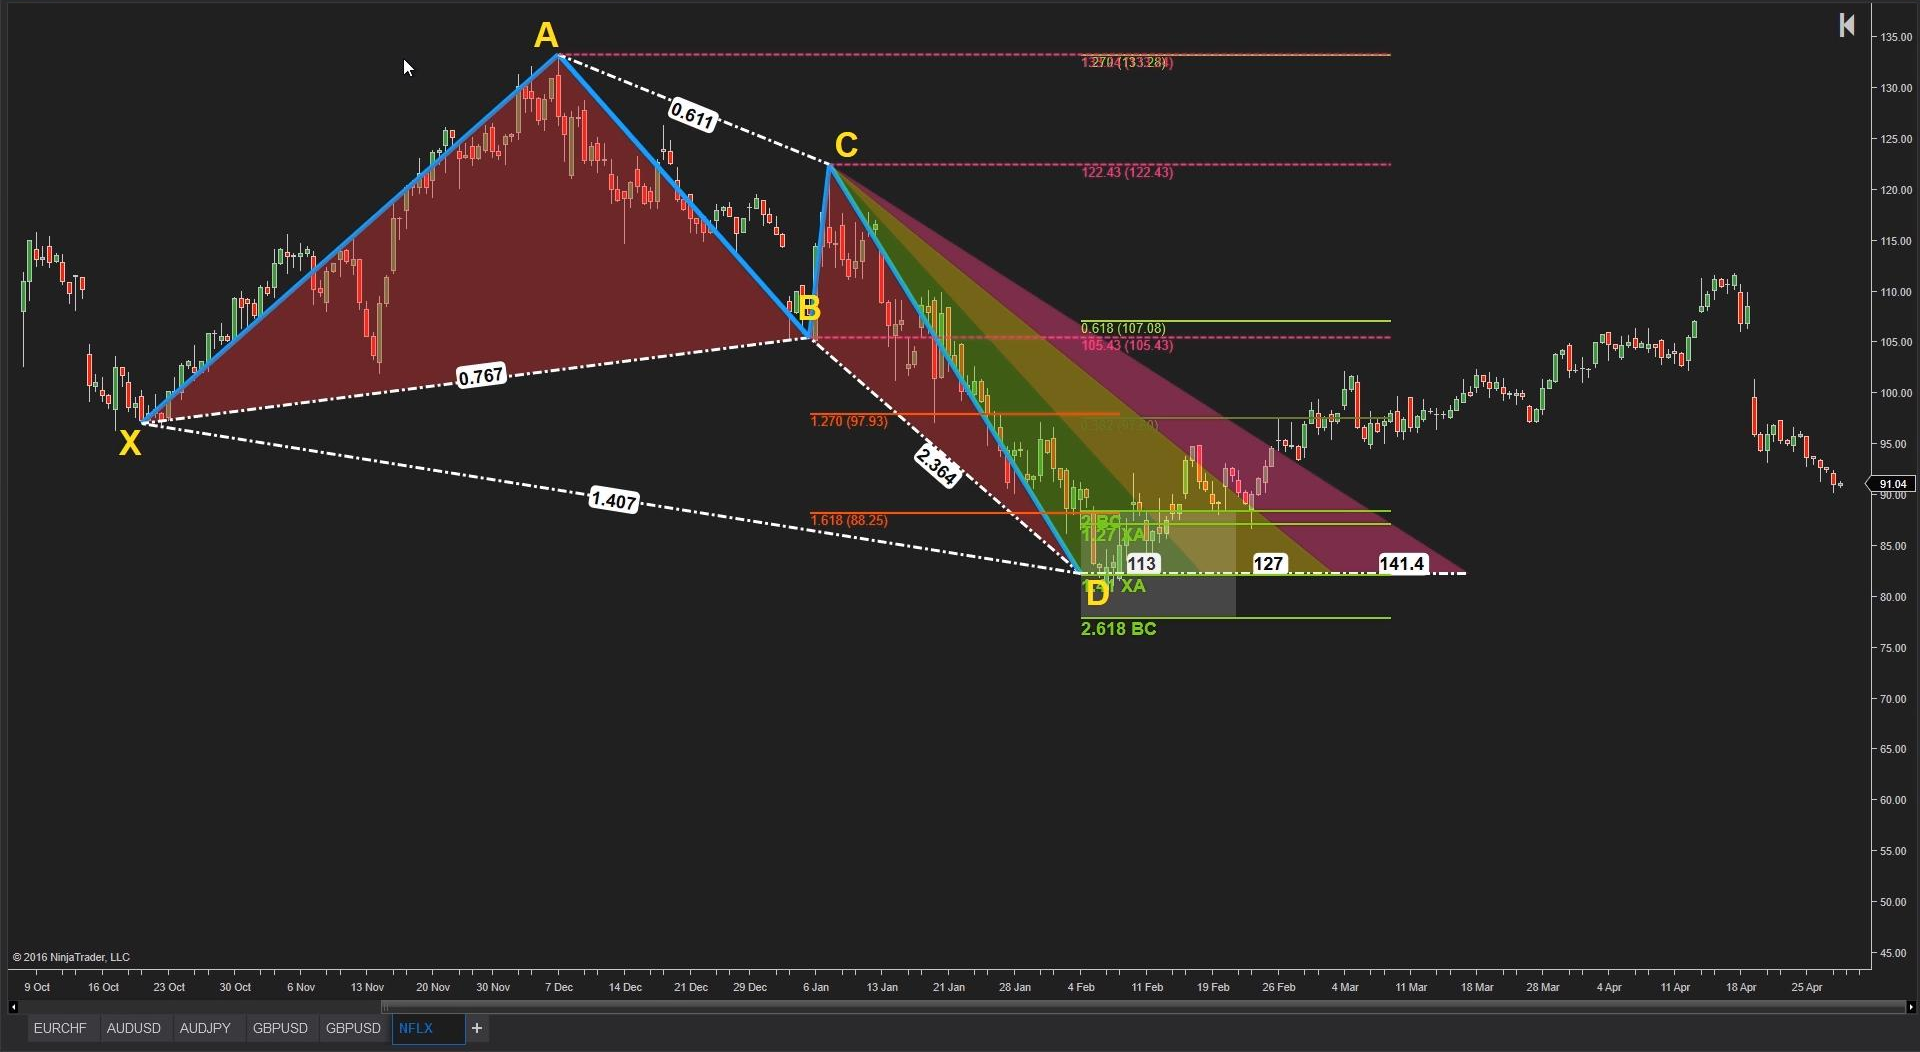 A
135.00
130.00
0.611
C
125.00
122.43 (122.43)
120.00
115.00
110.00
B
0.618 (107.08)
105.43 (105.43)
105.00
0.767
100.00
1.270 (97.93)
X
95.00
2.364
91.04
90.00
1.407
1.618 (88.25)
2 BC
1.27 XA
85.00
113
127
141.4
D
XA
80.00
2.618 BC
75.00
70.00
65.00
60.00
55.00
50.00
45.00
© 2016 NinjaTrader, LLC
9 Oct 16 Oct 23 Oct 30 Oct 6 Nov 13 Nov 20 Nov 30 Nov 7 Dec 14 Dec 21 Dec 29 Dec 6 Jan 13 Jan 21 Jan 28 Jan 4 Feb 11 Feb 19 Feb 26 Feb 4 Mar 11 Mar 18 Mar 28 Mar 4 Apr 11 Apr 18 Apr 25 Apr
EURCHF AUDUSD AUDJPY GBPUSD GBPUSD NFLX +